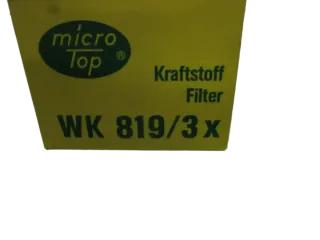 micro
Top ®
Kraftstoff
Filter
WK 819/3 x